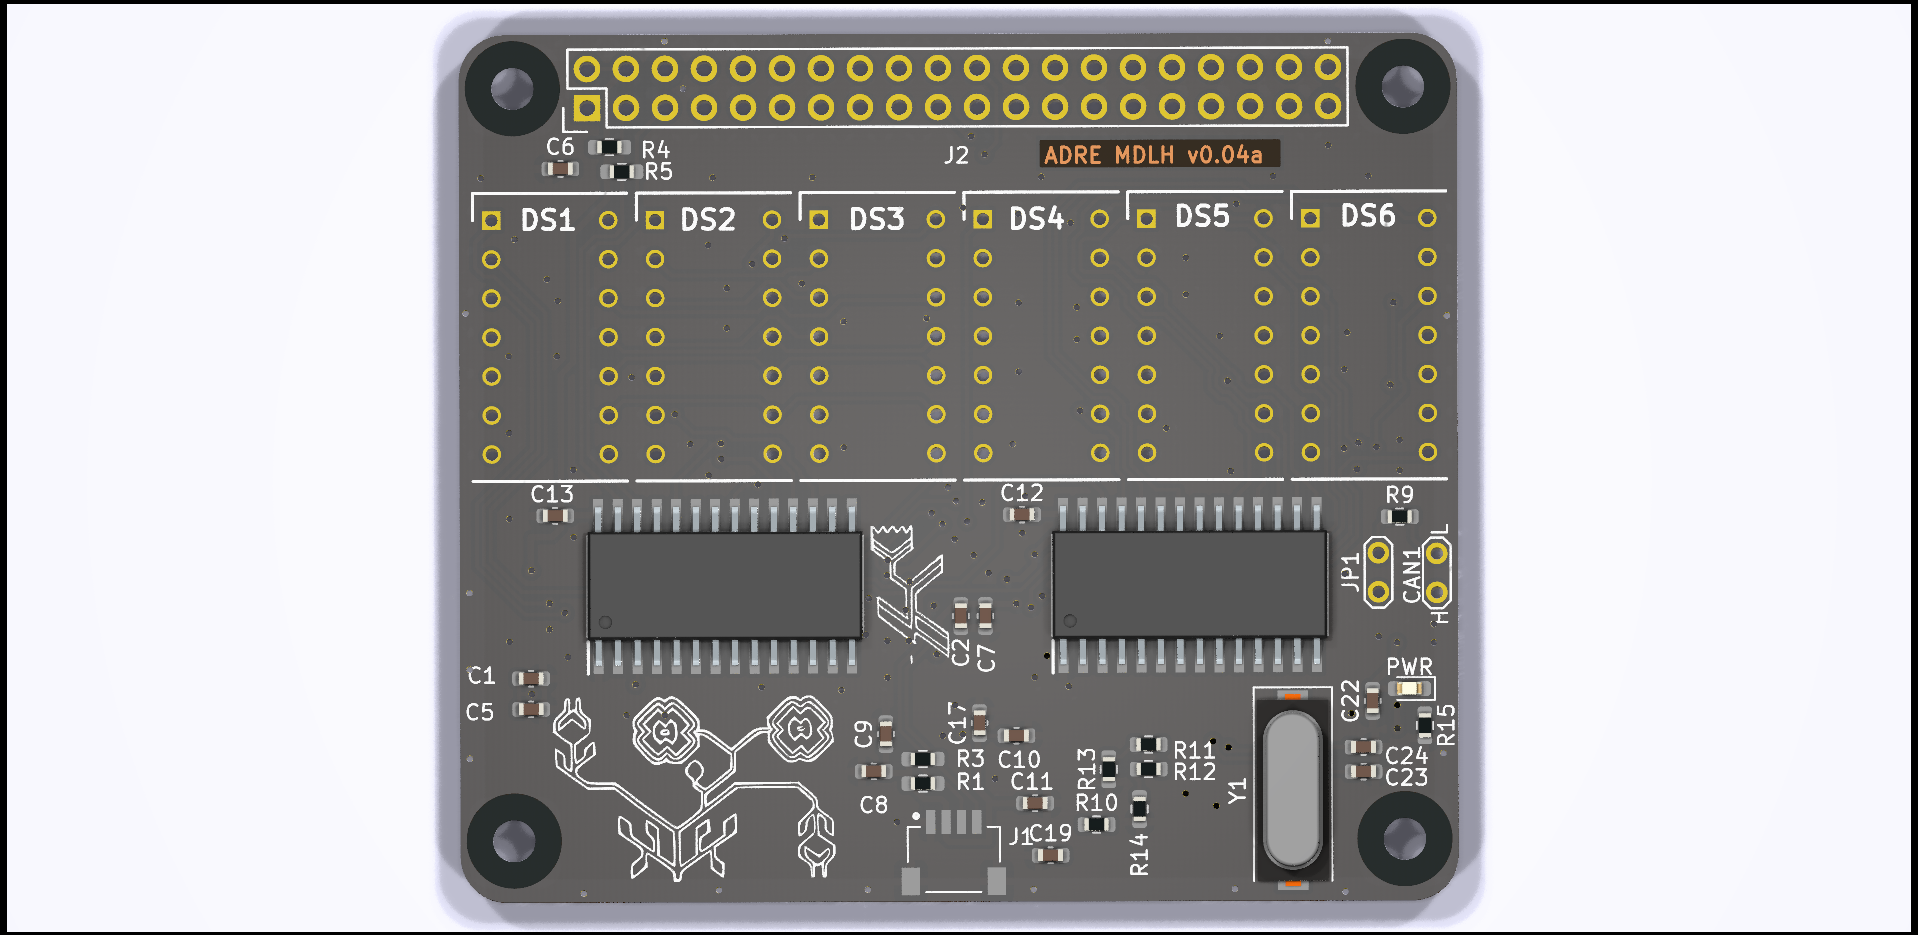 C6
R4
R5
J2
ADRE MDLH v0.04a
DS1
DS2
DS3
DS4
DS5
DS6
C13
C12
R9
L
JP1
CAN1
H
C2
C7
C1
C5
PWR
C22
R15
C9
C17
R3
C10
R1
C11
C8
J1
C19
R13
R11
R12
R10
R14
Y1
C24
C23